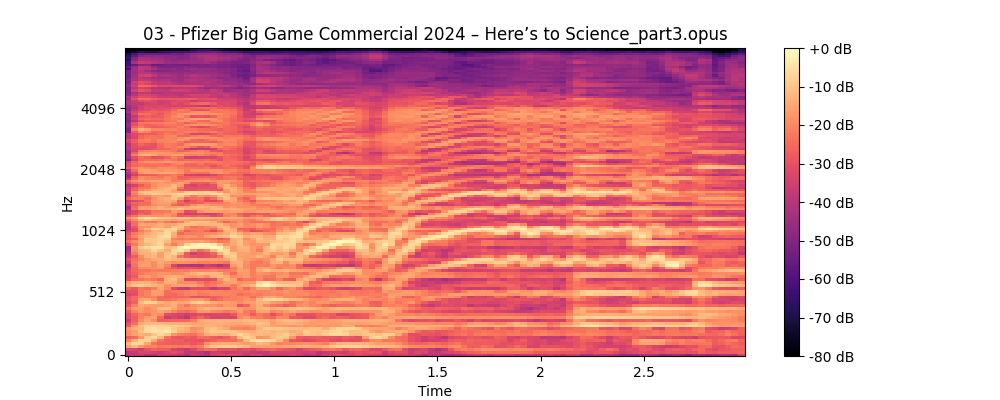 03 - Pfizer Big Game Commercial 2024 – Here’s to Science_part3.opus
Hz
4096
2048
1024
512
0
0
0.5
1
1.5
2
2.5
Time
+0 dB
-10 dB
-20 dB
-30 dB
-40 dB
-50 dB
-60 dB
-70 dB
-80 dB